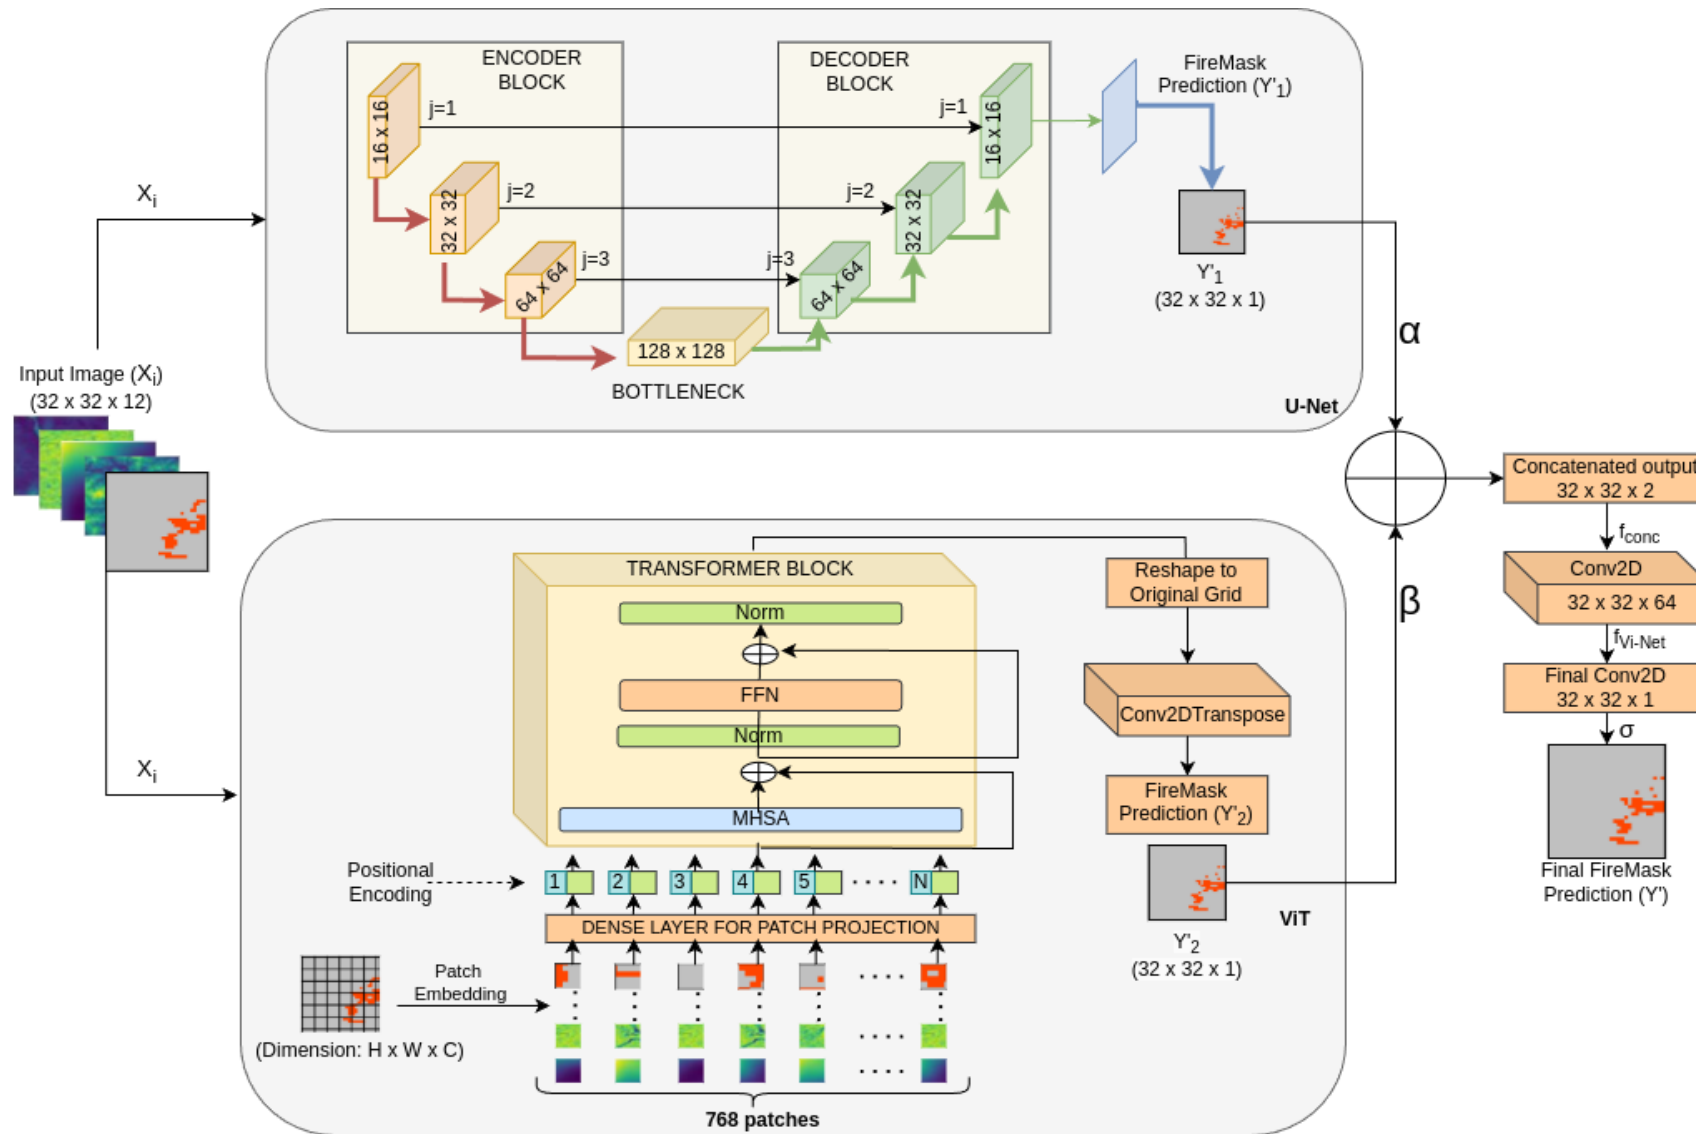 ENCODER
BLOCK
DECODER
BLOCK
FireMask
Prediction (Y'1)
16 x 16
j=1
j=1
16 x 16
32 x 32
j=2
j=2
32 x 32
64 x 64
j=3
j=3
64 x 64
128 x 128
BOTTLENECK
Y'1
(32 x 32 x 1)
U-Net
Xi
Input Image (Xi)
(32 x 32 x 12)
Xi
α
β
Concatenated output
32 x 32 x 2
fconc
Conv2D
32 x 32 x 64
fVi-Net
Final Conv2D
32 x 32 x 1
σ
Final FireMask
Prediction (Y')
TRANSFORMER BLOCK
Norm
FFN
Norm
MHSA
Reshape to
Original Grid
Conv2DTranspose
FireMask
Prediction (Y'2)
Y'2
(32 x 32 x 1)
ViT
Positional
Encoding
1 2 3 4 5 .... N
DENSE LAYER FOR PATCH PROJECTION
Patch
Embedding
(Dimension: H x W x C)
768 patches